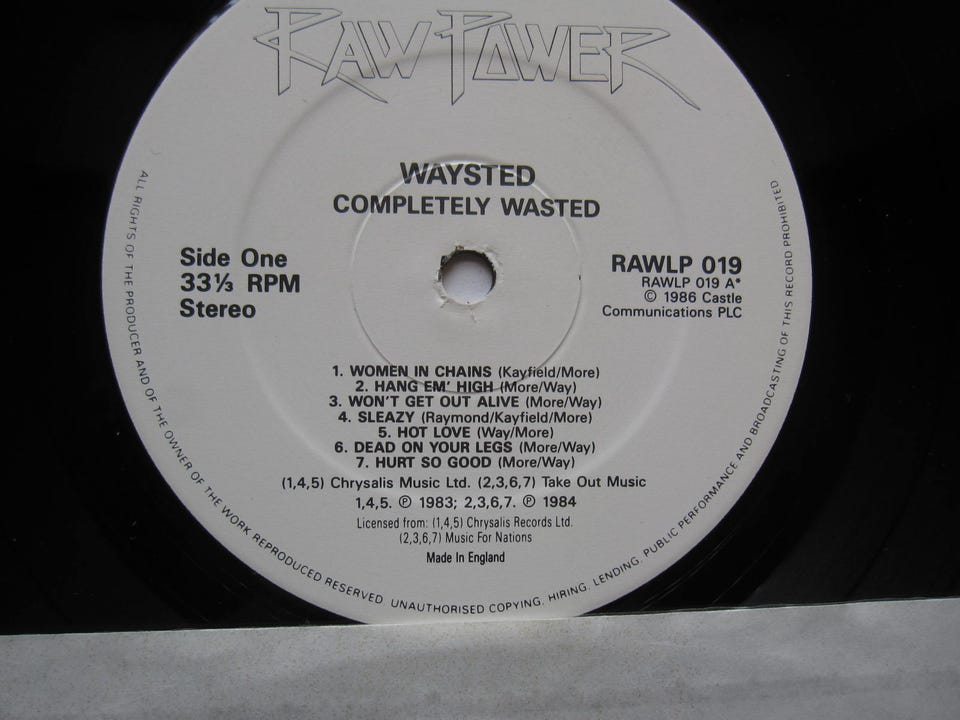 RAW POWER
WAYSTED
COMPLETELY WASTED
Side One
33⅓ RPM
Stereo
RAWLP 019
RAWLP 019 A*
© 1986 Castle
Communications PLC
1. WOMEN IN CHAINS (Kayfield/More)
2. HANG EM' HIGH (More/Way)
3. WON'T GET OUT ALIVE (More/Way)
4. SLEAZY (Raymond/Kayfield/More)
5. HOT LOVE (Way/More)
6. DEAD ON YOUR LEGS (More/Way)
7. HURT SO GOOD (More/Way)
(1,4,5) Chrysalis Music Ltd. (2,3,6,7) Take Out Music
1,4,5. ℗ 1983; 2,3,6,7. ℗ 1984
Licensed from: (1,4,5) Chrysalis Records Ltd.
(2,3,6,7) Music For Nations
Made In England
ALL RIGHTS OF THE PRODUCER AND OF THE OWNER OF THE WORK REPRODUCED RESERVED. UNAUTHORISED COPYING, HIRING, LENDING, PUBLIC PERFORMANCE AND BROADCASTING OF THIS RECORD PROHIBITED